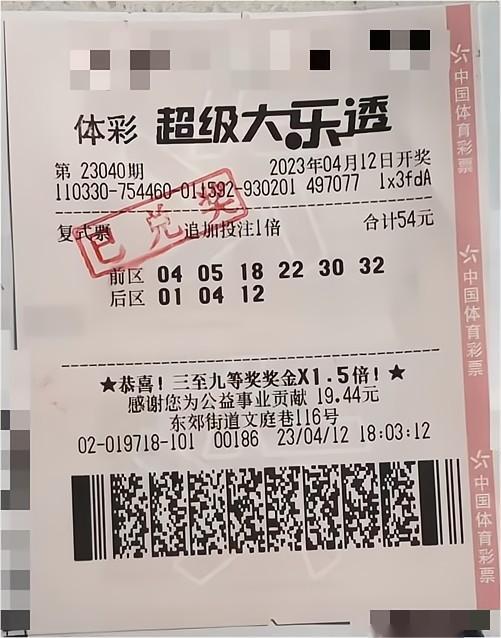 体彩 超级大乐透
第 23040期 2023年04月12日开奖
110330-754460-011592-930201 497077 1x3fdA
复式票 追加投注1倍 合计54元
已兑奖
前区 04 05 18 22 30 32
后区 01 04 12
★恭喜!三至九等奖奖金X1.5倍!★
感谢您为公益事业贡献 19.44元
东郊街道文庭巷116号
02-019718-101 00186 23/04/12 18:03:12
中国体育彩票
中国体育彩票
中国体育彩票